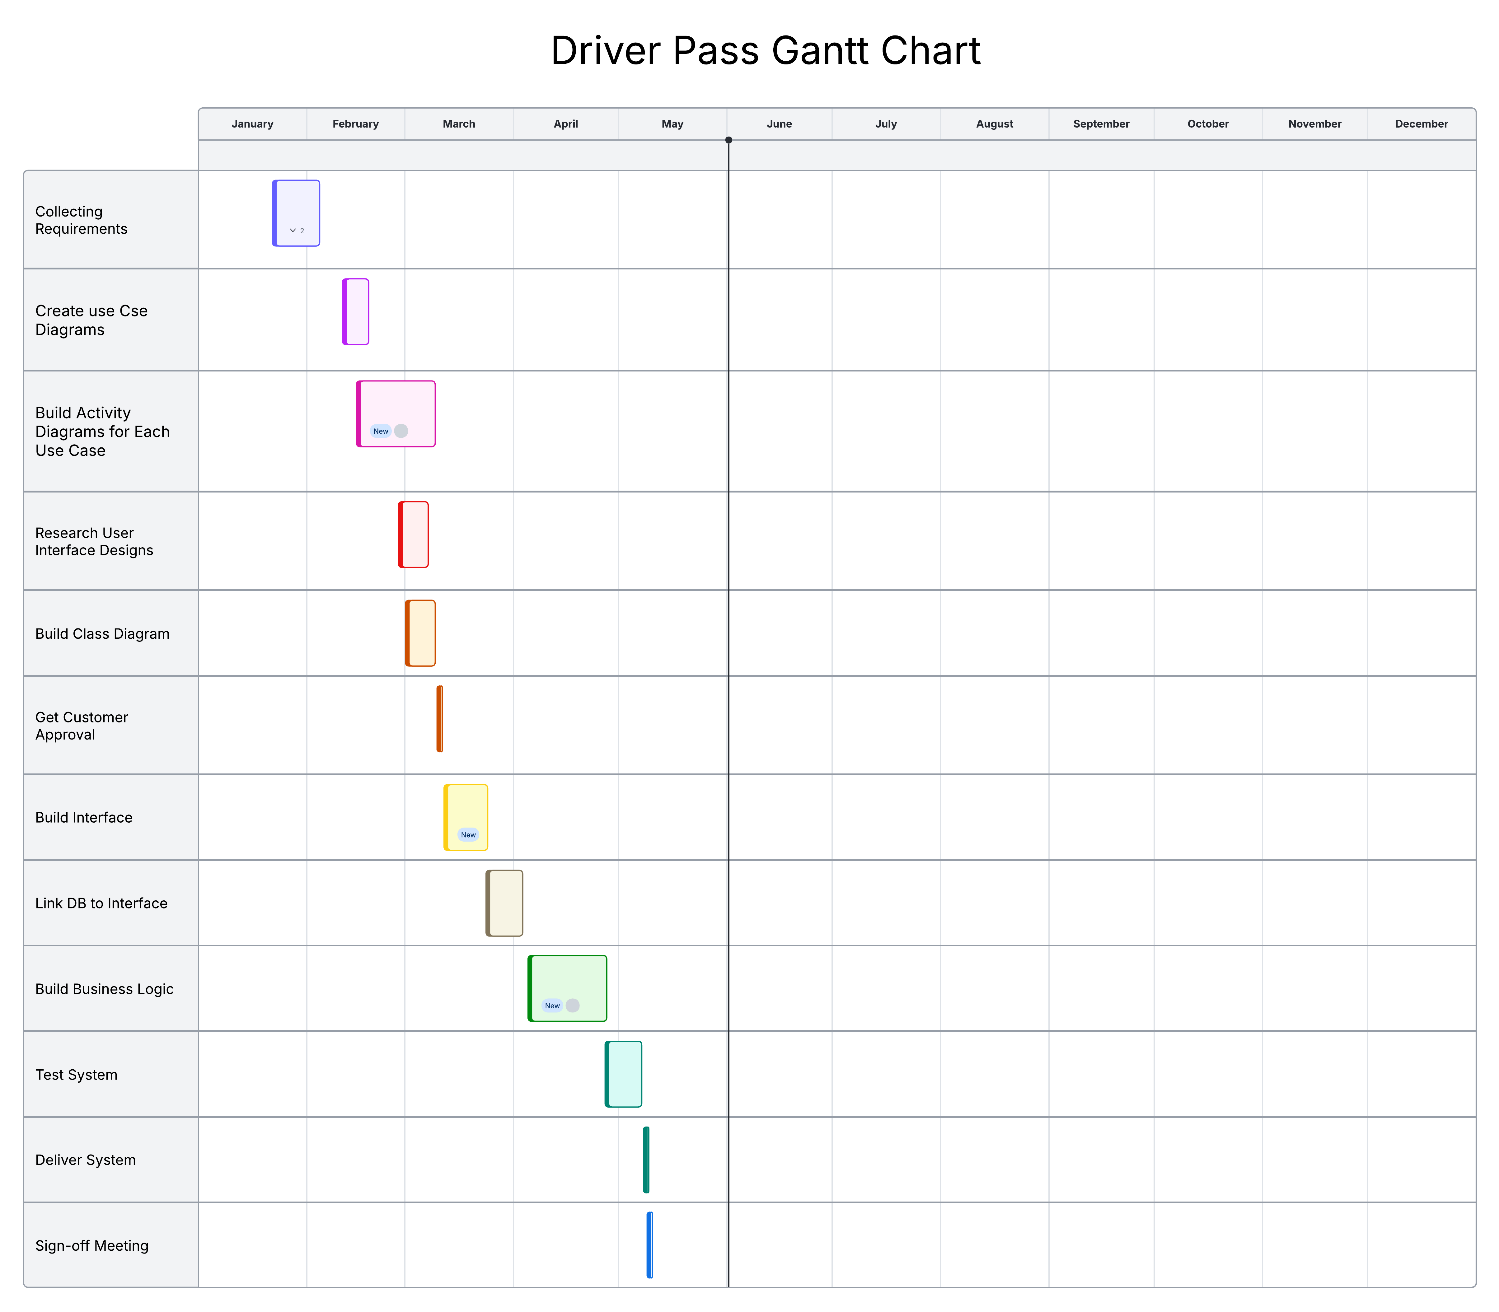 Driver Pass Gantt Chart
January February March April May June July August September October November December
Collecting
Requirements
2
Create use Cse
Diagrams
Build Activity
Diagrams for Each
Use Case
New
Research User
Interface Designs
Build Class Diagram
Get Customer
Approval
Build Interface
New
Link DB to Interface
Build Business Logic
New
Test System
Deliver System
Sign-off Meeting